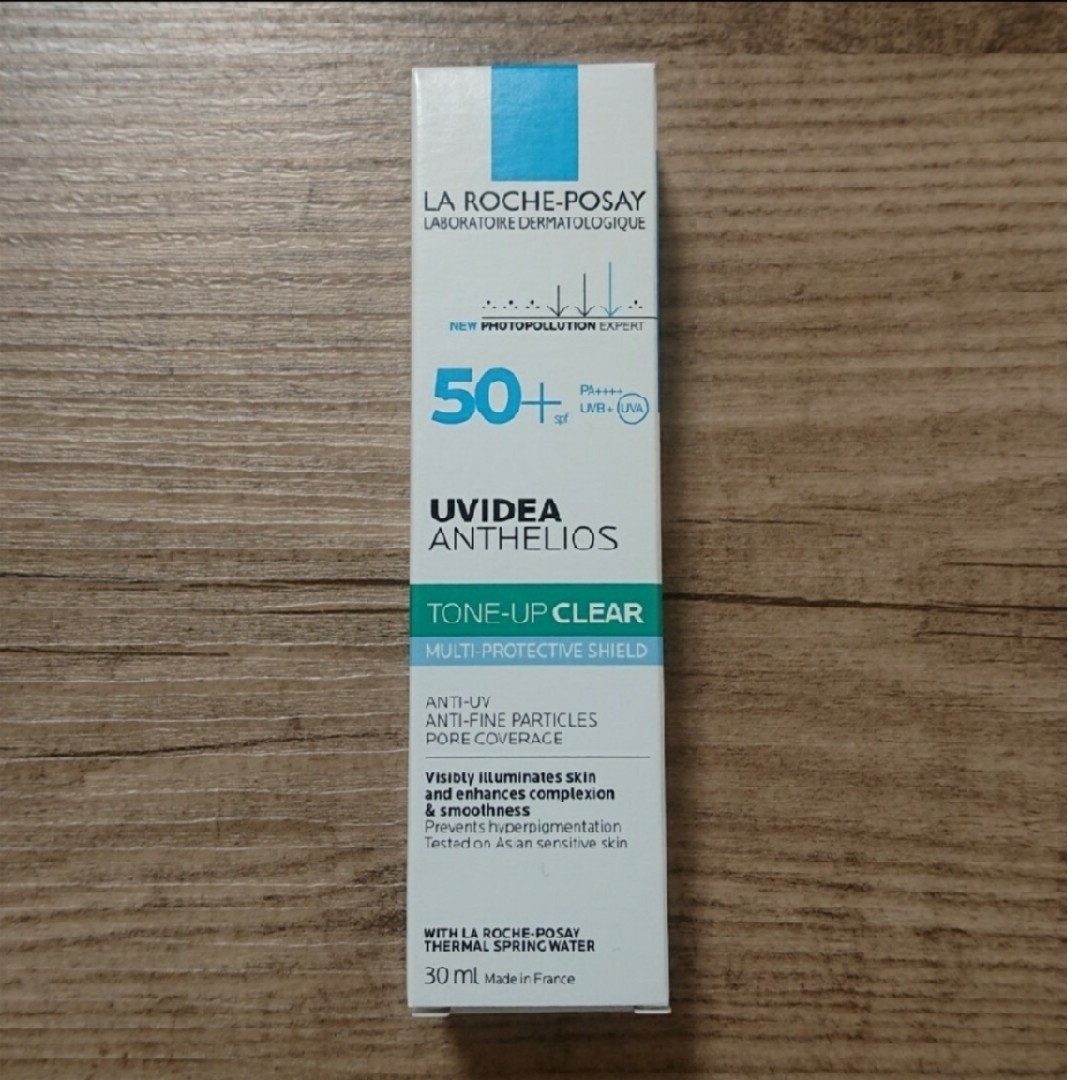 LA ROCHE-POSAY
LABORATOIRE DERMATOLOGIQUE
NEW PHOTOPOLLUTION EXPERT
50+ spf
PA++++
UVB+ UVA
UVIDEA
ANTHELIOS
TONE-UP CLEAR
MULTI-PROTECTIVE SHIELD
ANTI-UV
ANTI-FINE PARTICLES
PORE COVERAGE
Visibly illuminates skin
and enhances complexion
& smoothness
Prevents hyperpigmentation
Tested on Asian sensitive skin
WITH LA ROCHE-POSAY
THERMAL SPRING WATER
30 ml Made in France